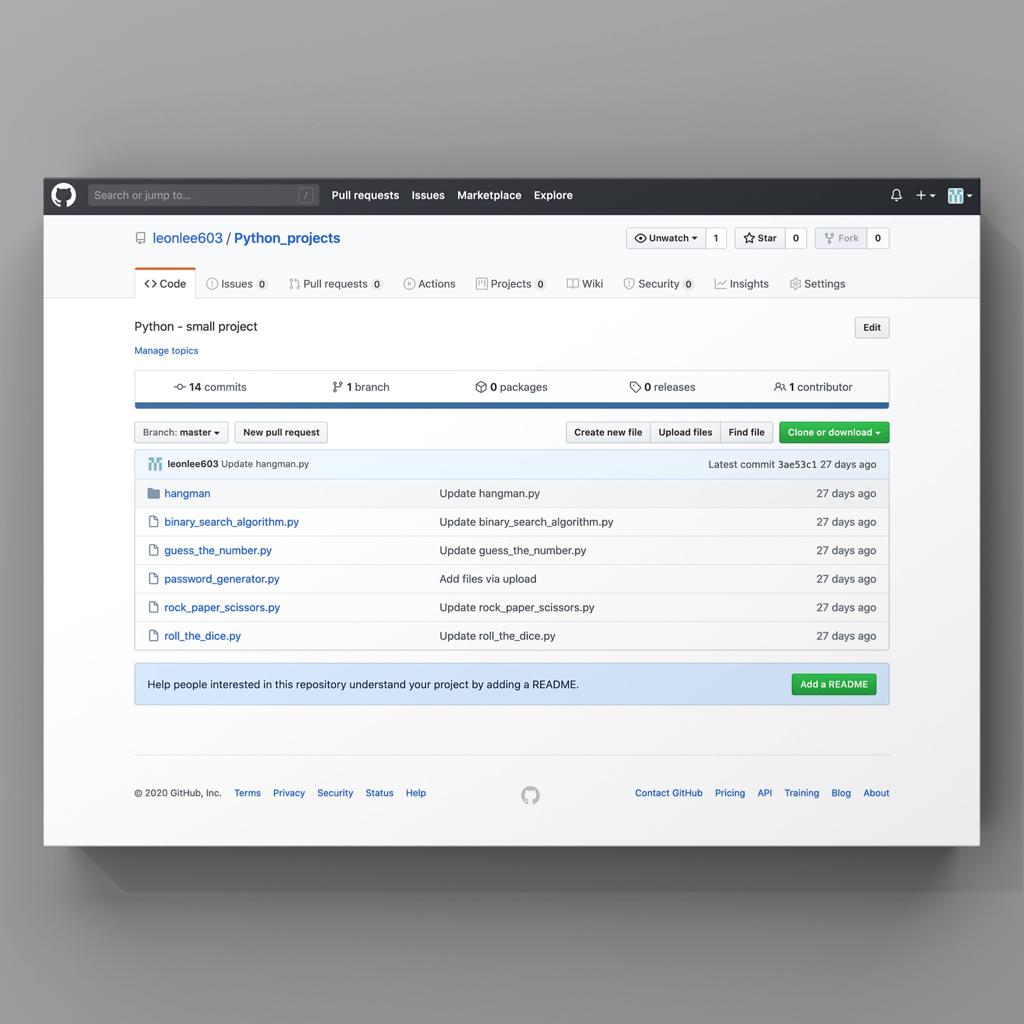 Search or jump to... / Pull requests Issues Marketplace Explore
leonlee603 / Python_projects Unwatch 1 Star 0 Fork 0
Code Issues 0 Pull requests 0 Actions Projects 0 Wiki Security 0 Insights Settings
Python - small project Edit
Manage topics
14 commits 1 branch 0 packages 0 releases 1 contributor
Branch: master New pull request Create new file Upload files Find file Clone or download
leonlee603 Update hangman.py Latest commit 3ae53c1 27 days ago
hangman Update hangman.py 27 days ago
binary_search_algorithm.py Update binary_search_algorithm.py 27 days ago
guess_the_number.py Update guess_the_number.py 27 days ago
password_generator.py Add files via upload 27 days ago
rock_paper_scissors.py Update rock_paper_scissors.py 27 days ago
roll_the_dice.py Update roll_the_dice.py 27 days ago
Help people interested in this repository understand your project by adding a README. Add a README
© 2020 GitHub, Inc. Terms Privacy Security Status Help Contact GitHub Pricing API Training Blog About